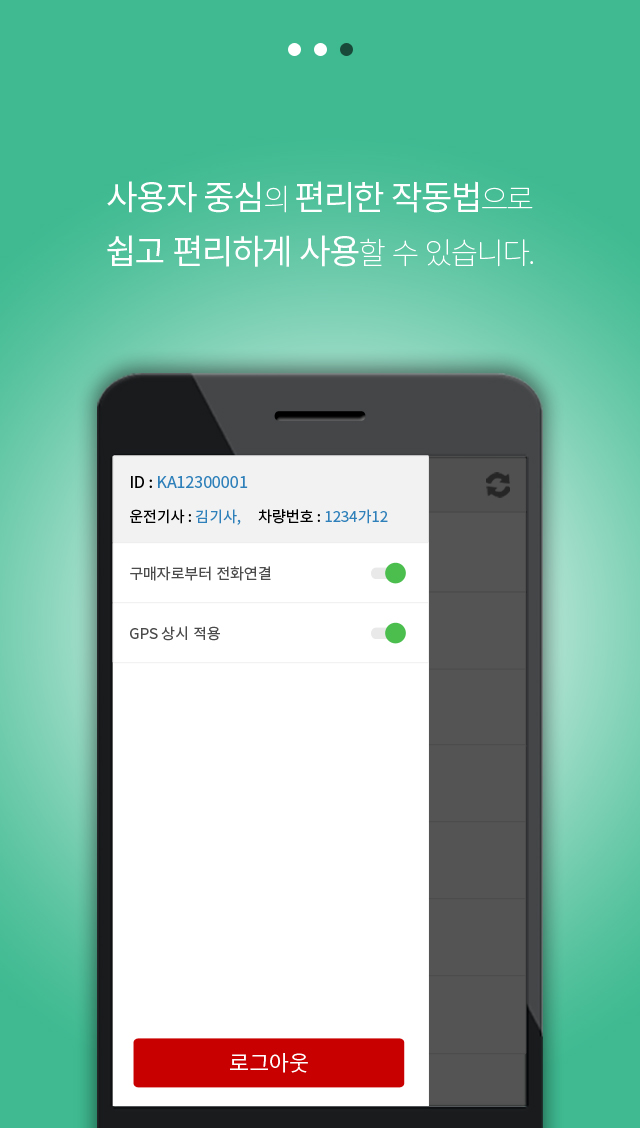 사용자 중심의 편리한 작동법으로
쉽고 편리하게 사용할 수 있습니다.
ID : KA12300001
운전기사 : 김기사, 차량번호 : 1234가12
구매자로부터 전화연결
GPS 상시 적용
로그아웃